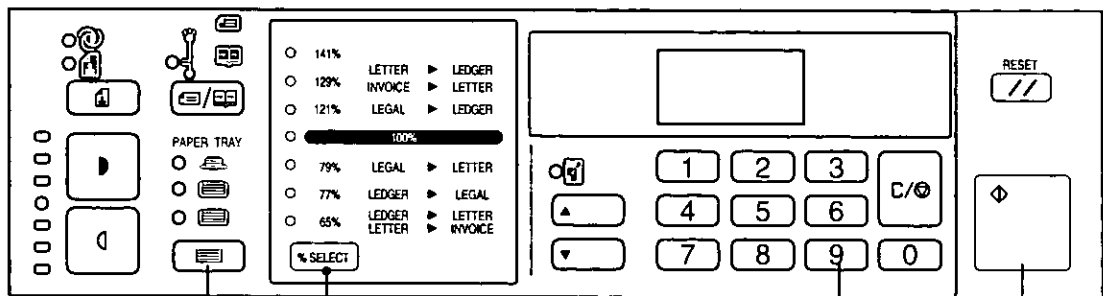 141%
LETTER ▶ LEDGER
129% INVOICE ▶ LETTER
121% LEGAL ▶ LEDGER
100%
79% LEGAL ▶ LETTER
77% LEDGER ▶ LEGAL
65% LEDGER ▶ LETTER
LETTER ▶ INVOICE
% SELECT
PAPER TRAY
1 2 3
4 5 6
7 8 9 0
C/
RESET
//